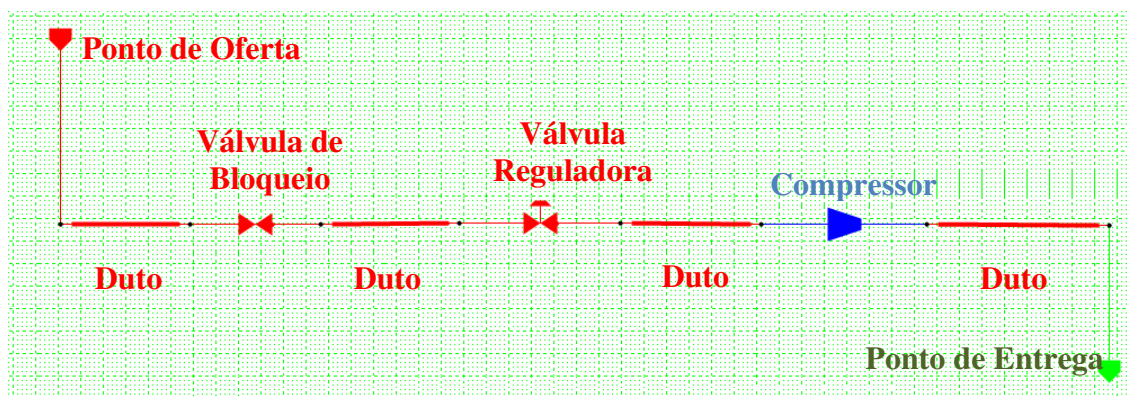 Ponto de Oferta
Válvula de
Bloqueio
Válvula
Reguladora
Compressor
Duto
Duto
Duto
Duto
Ponto de Entrega